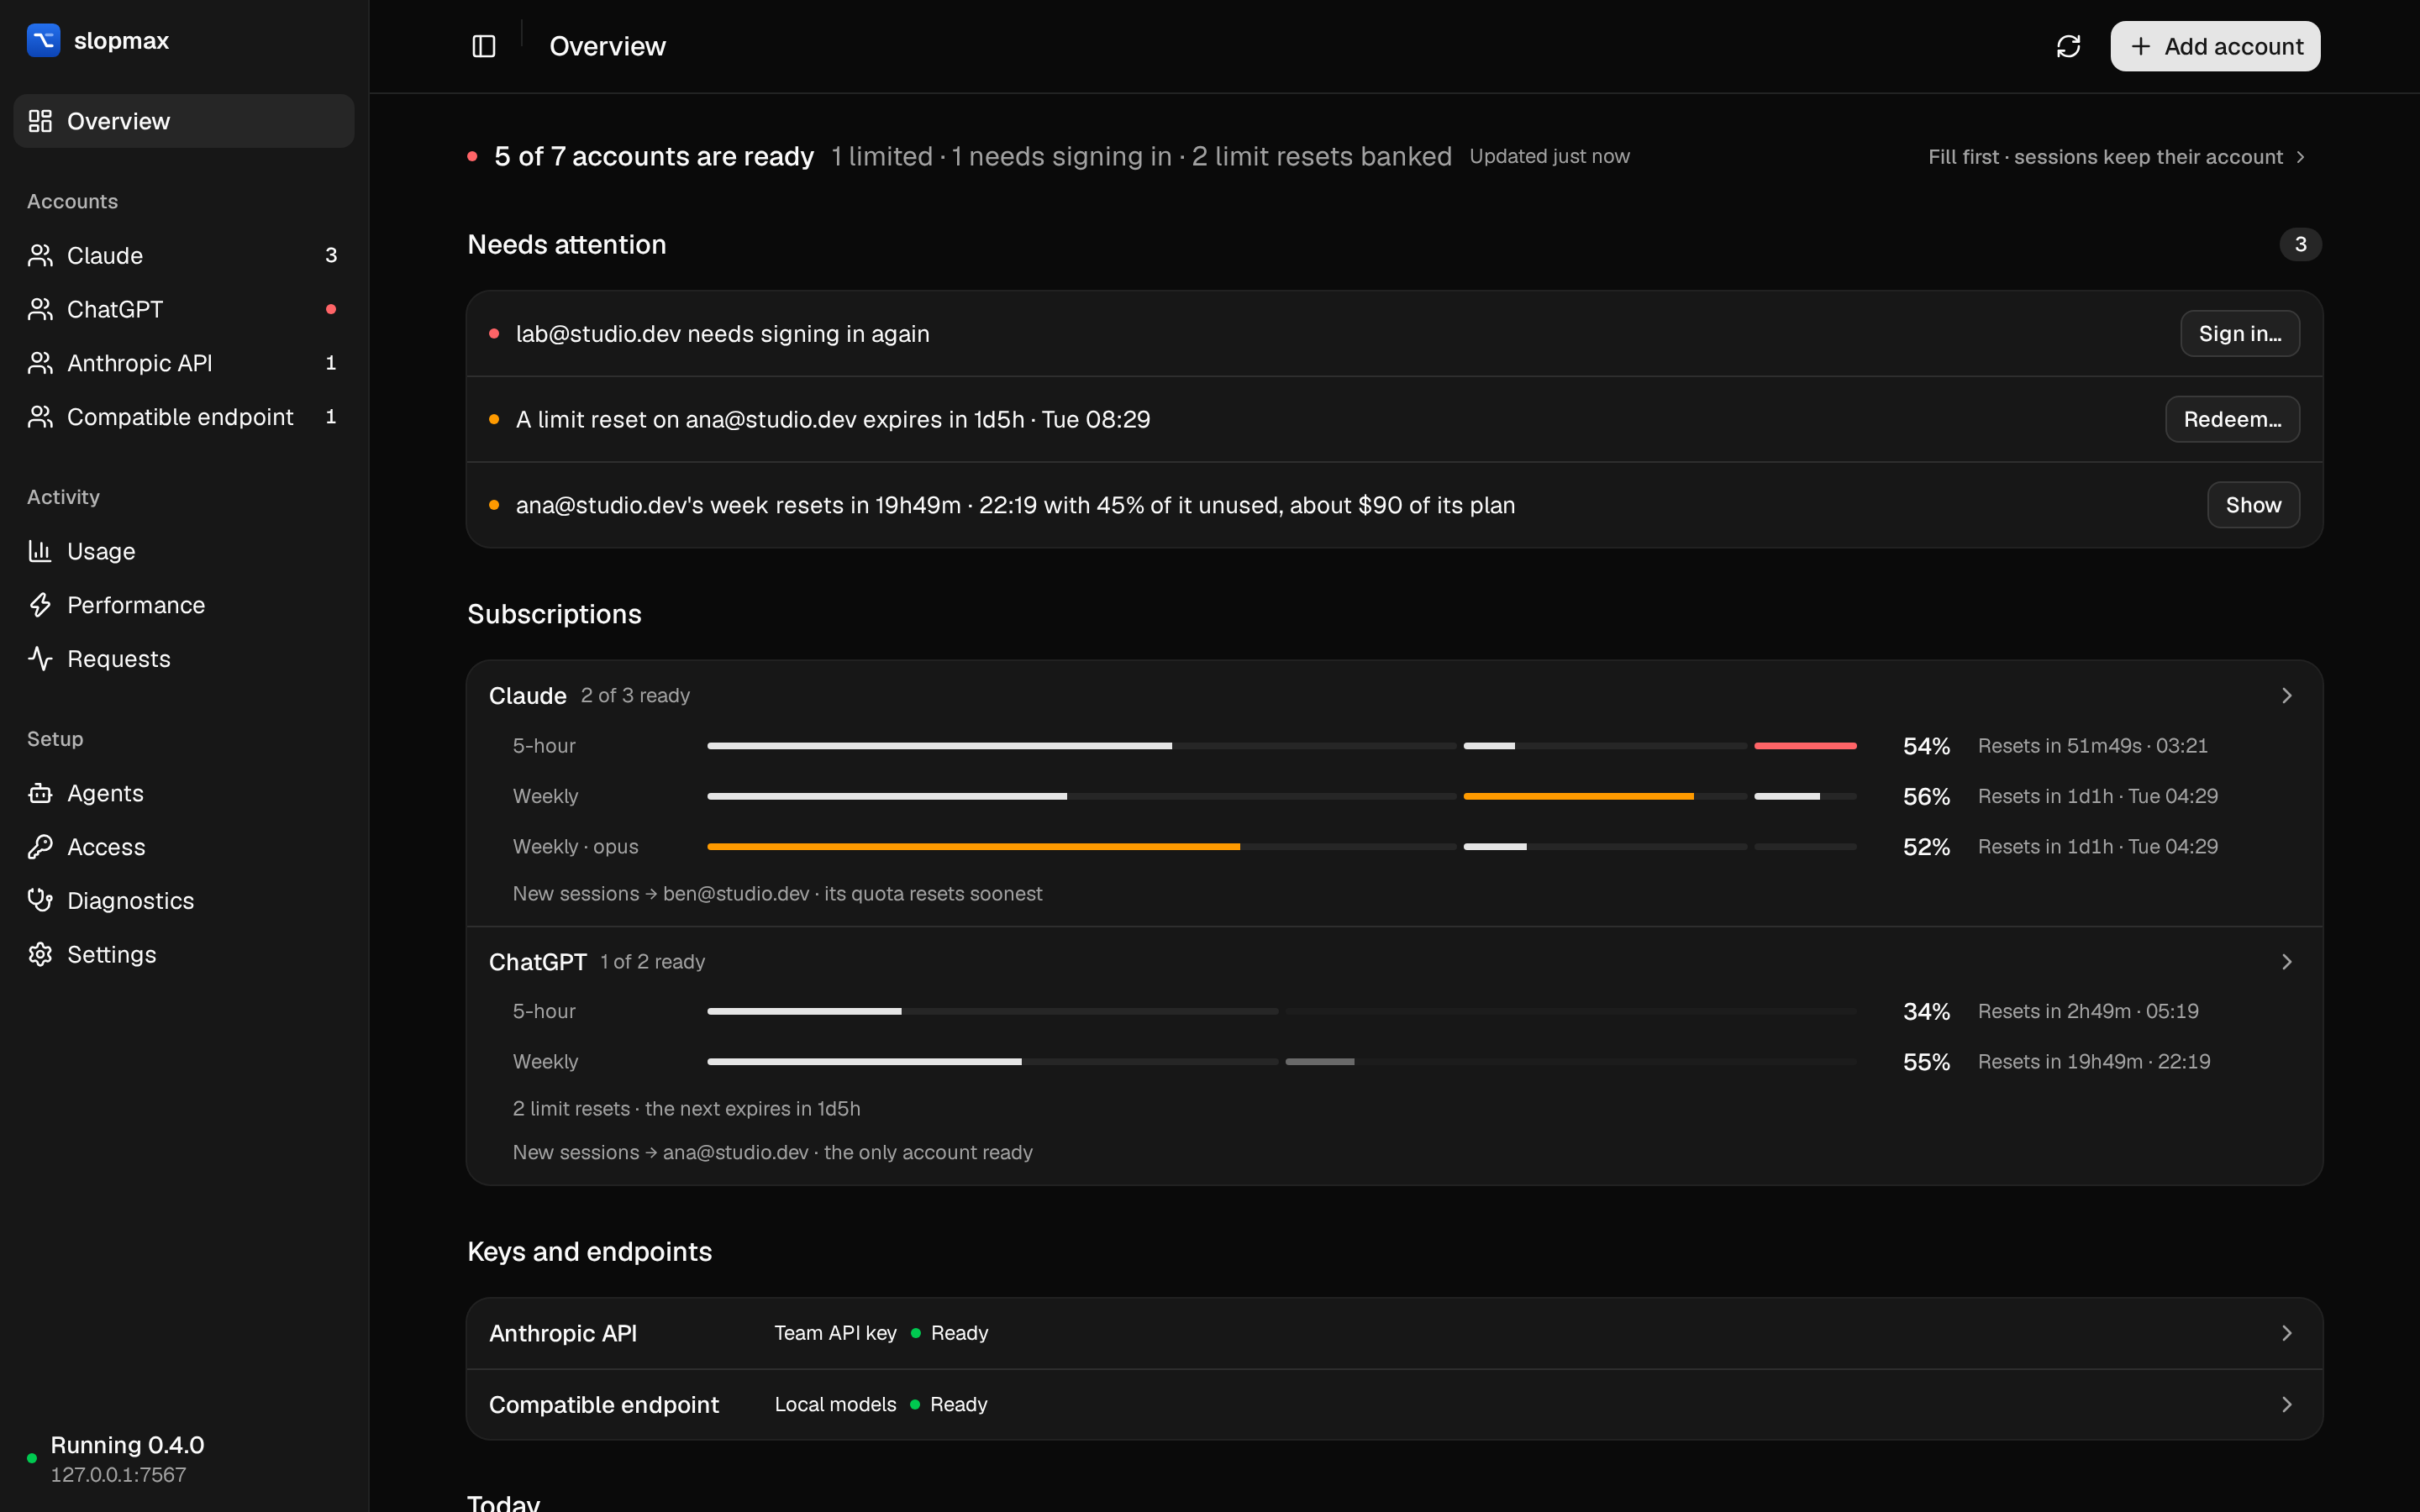 slopmax
Overview
Accounts
Claude 3
ChatGPT
Anthropic API 1
Compatible endpoint 1
Activity
Usage
Performance
Requests
Setup
Agents
Access
Diagnostics
Settings
Running 0.4.0
127.0.0.1:7567
Overview
Add account
5 of 7 accounts are ready 1 limited · 1 needs signing in · 2 limit resets banked Updated just now Fill first · sessions keep their account
Needs attention 3
lab@studio.dev needs signing in again Sign in…
A limit reset on ana@studio.dev expires in 1d5h · Tue 08:29 Redeem…
ana@studio.dev's week resets in 19h49m · 22:19 with 45% of it unused, about $90 of its plan Show
Subscriptions
Claude 2 of 3 ready
5-hour 54% Resets in 51m49s · 03:21
Weekly 56% Resets in 1d1h · Tue 04:29
Weekly · opus 52% Resets in 1d1h · Tue 04:29
New sessions → ben@studio.dev · its quota resets soonest
ChatGPT 1 of 2 ready
5-hour 34% Resets in 2h49m · 05:19
Weekly 55% Resets in 19h49m · 22:19
2 limit resets · the next expires in 1d5h
New sessions → ana@studio.dev · the only account ready
Keys and endpoints
Anthropic API Team API key Ready
Compatible endpoint Local models Ready
Today